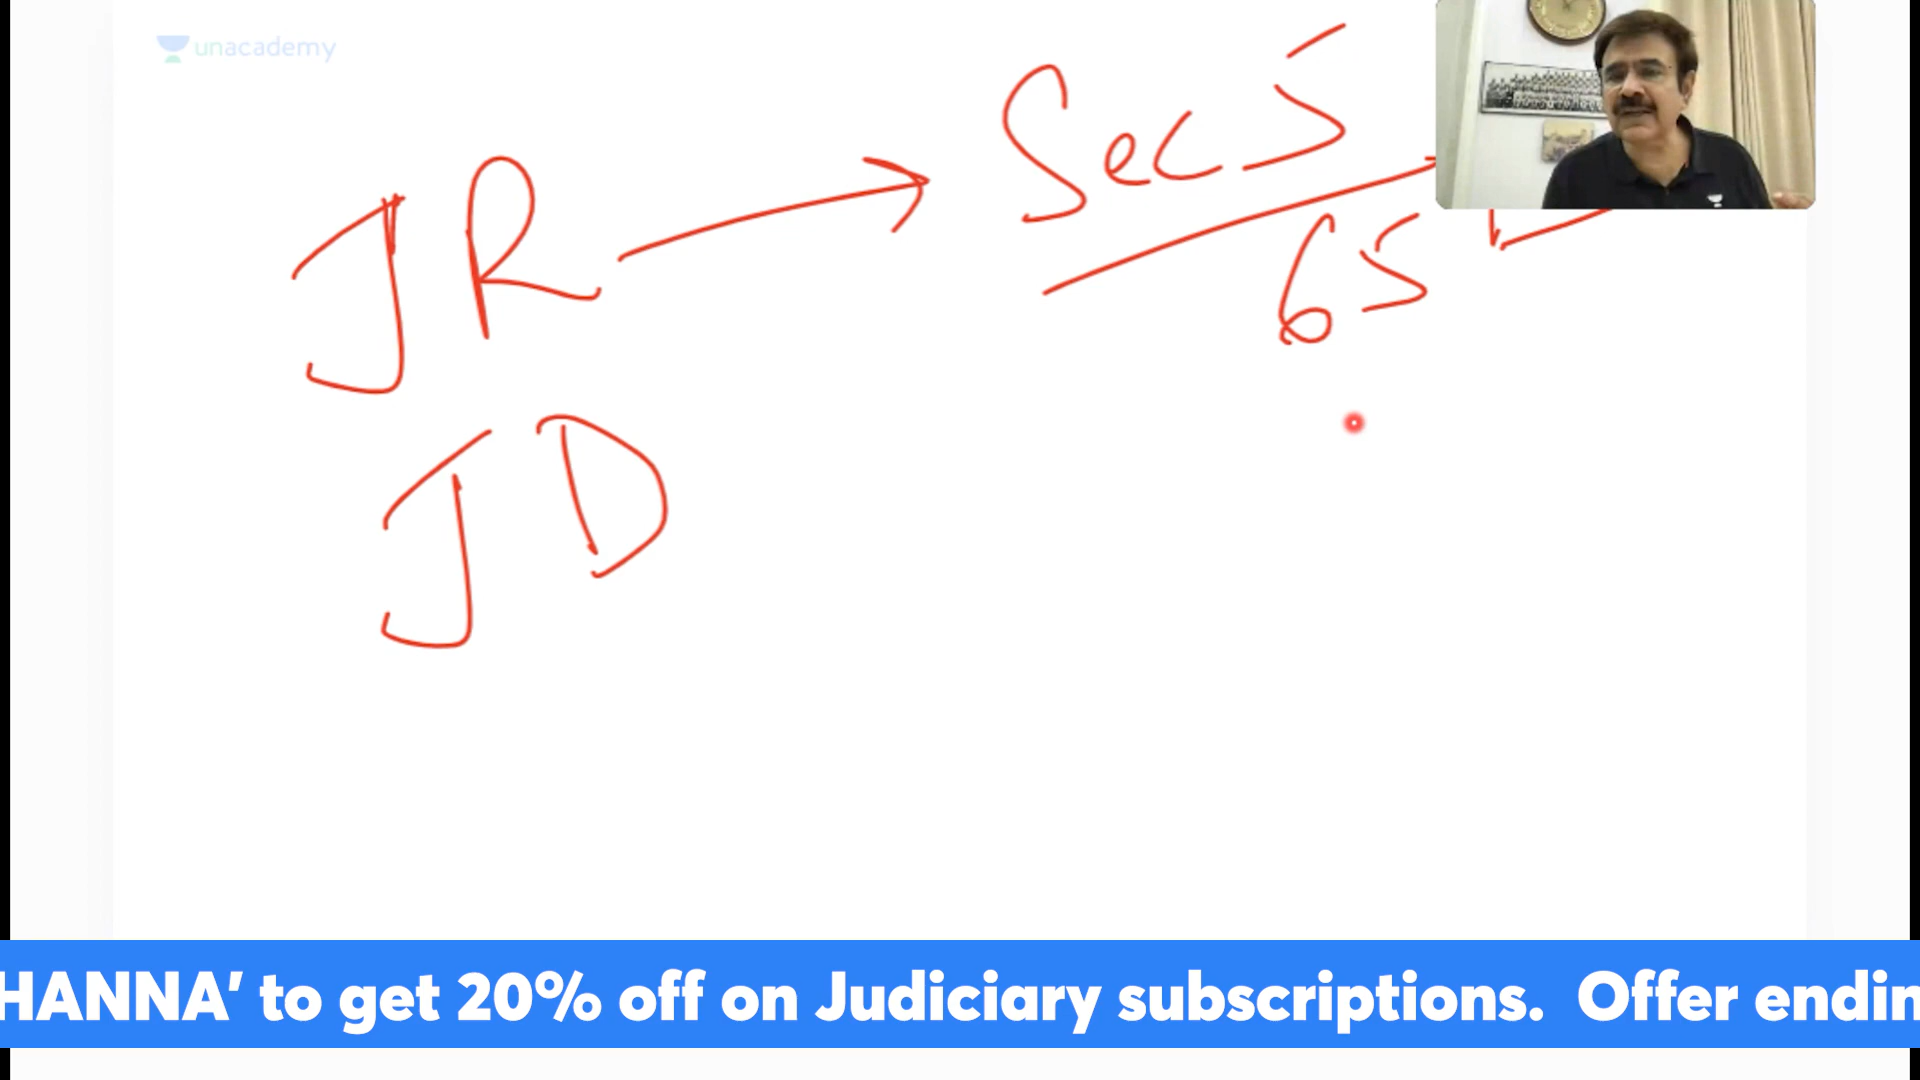 unacademy
JR → Sec 5
65
JD
HANNA' to get 20% off on Judiciary subscriptions. Offer endin